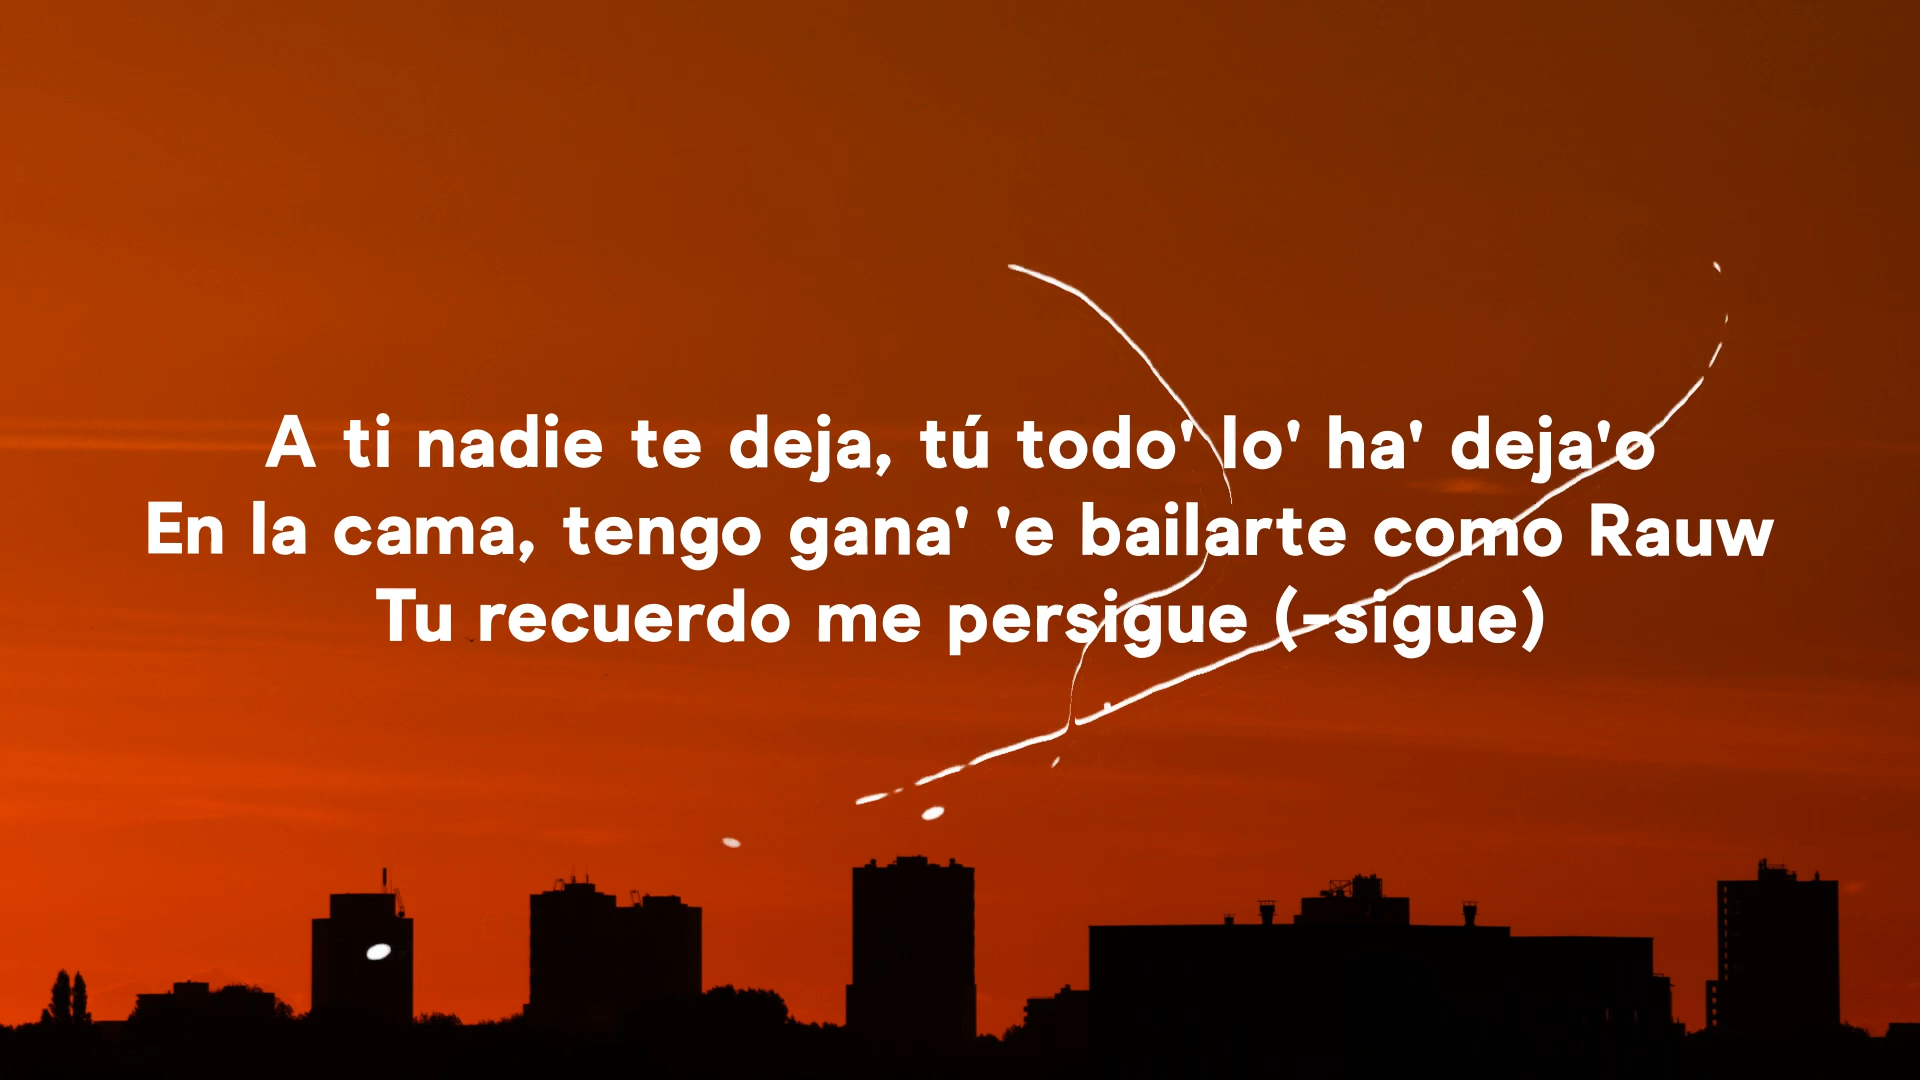 A ti nadie te deja, tú todo' lo' ha' deja'o
En la cama, tengo gana' 'e bailarte como Rauw
Tu recuerdo me persigue (-sigue)